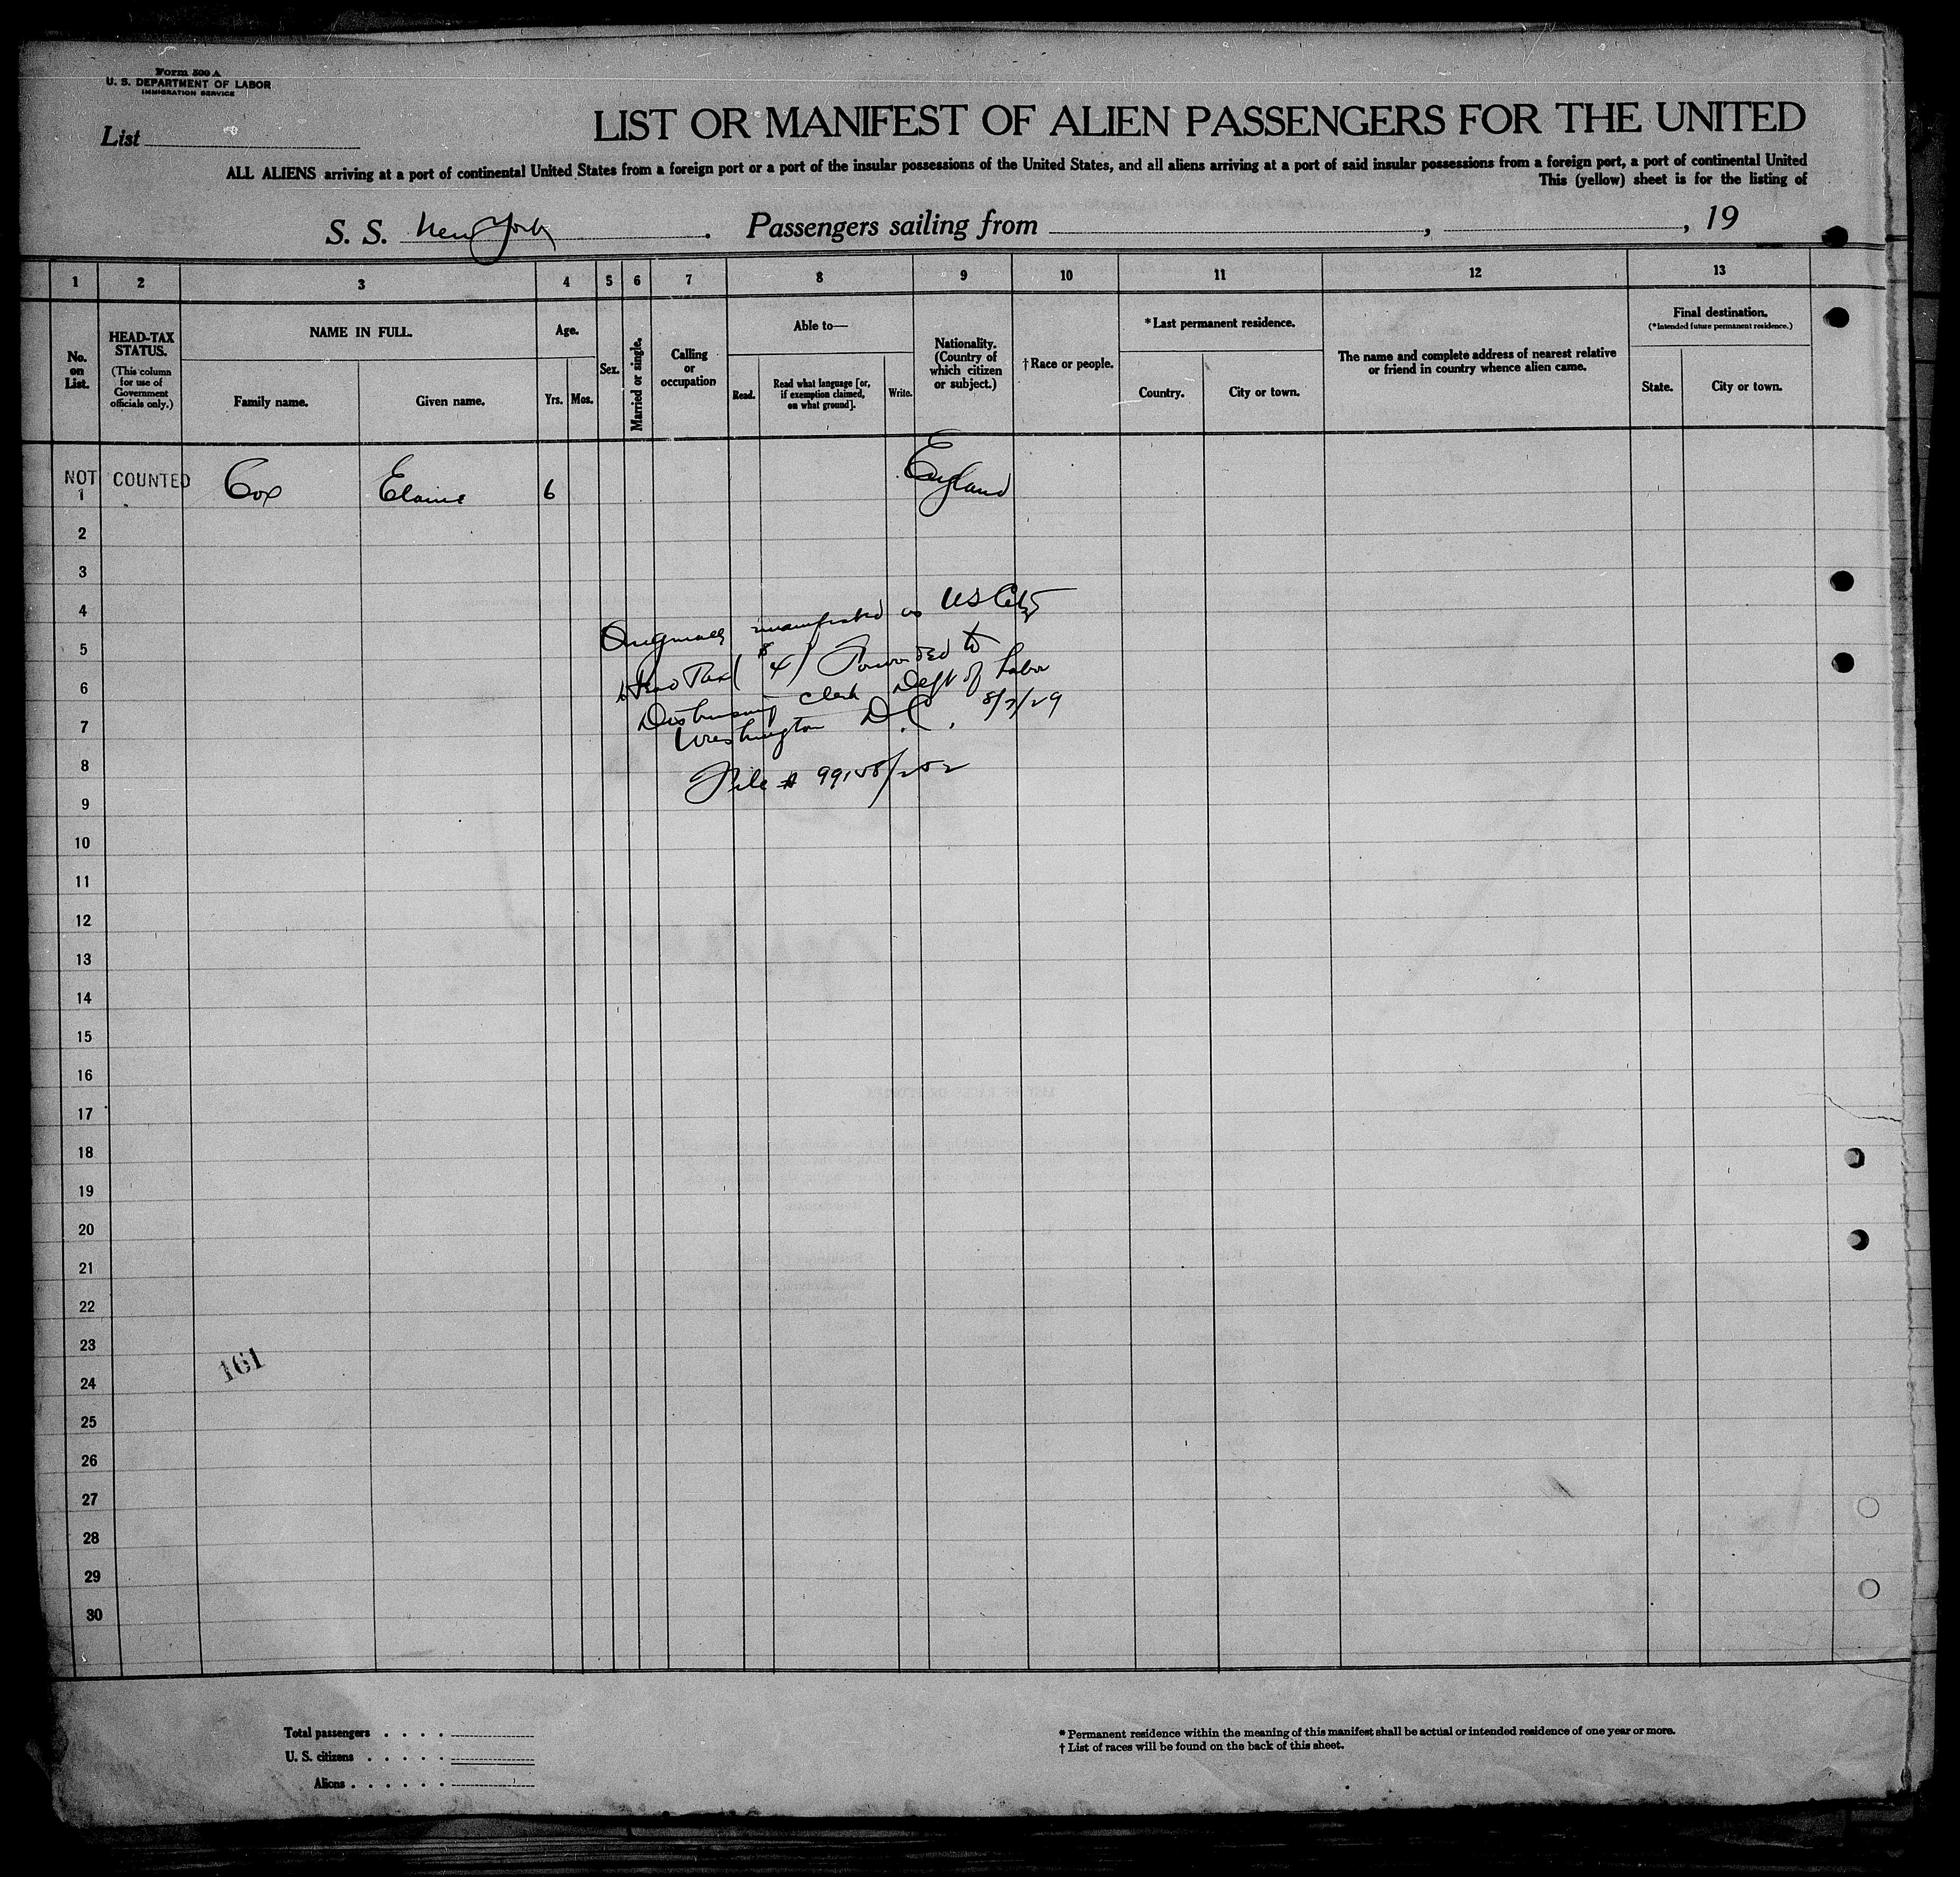 Form 500 A
U. S. DEPARTMENT OF LABOR
IMMIGRATION SERVICE
List
LIST OR MANIFEST OF ALIEN PASSENGERS FOR THE UNITED
ALL ALIENS arriving at a port of continental United States from a foreign port or a port of the insular possessions of the United States, and all aliens arriving at a port of said insular possessions from a foreign port, a port of continental United
This (yellow) sheet is for the listing of
S. S. New York. Passengers sailing from , , 19
1 2 3 4 5 6 7 8 9 10 11 12 13
No. on List.
HEAD-TAX STATUS.
(This column for use of Government officials only.)
NAME IN FULL.
Family name.
Given name.
Age.
Yrs. Mos.
Sex.
Married or single.
Calling or occupation
Able to—
Read.
Read what language [or, if exemption claimed, on what ground].
Write.
Nationality. (Country of which citizen or subject.)
†Race or people.
*Last permanent residence.
Country.
City or town.
The name and complete address of nearest relative or friend in country whence alien came.
Final destination.
(*Intended future permanent residence.)
State.
City or town.
NOT COUNTED
1 Cox Elaine 6 England
2
3
4
5
6
7
8
9
10
11
12
13
14
15
16
17
18
19
20
21
22
23
24
25
26
27
28
29
30
Originally manifested as US Citz
Head Tax ($4) Forwarded to
Disbursing Clerk Dept of Labor
Washington D.C. 8/7/29
File # 99158/252
161
Total passengers . . . .
U. S. citizens . . . . .
Aliens . . . . . .
* Permanent residence within the meaning of this manifest shall be actual or intended residence of one year or more.
† List of races will be found on the back of this sheet.